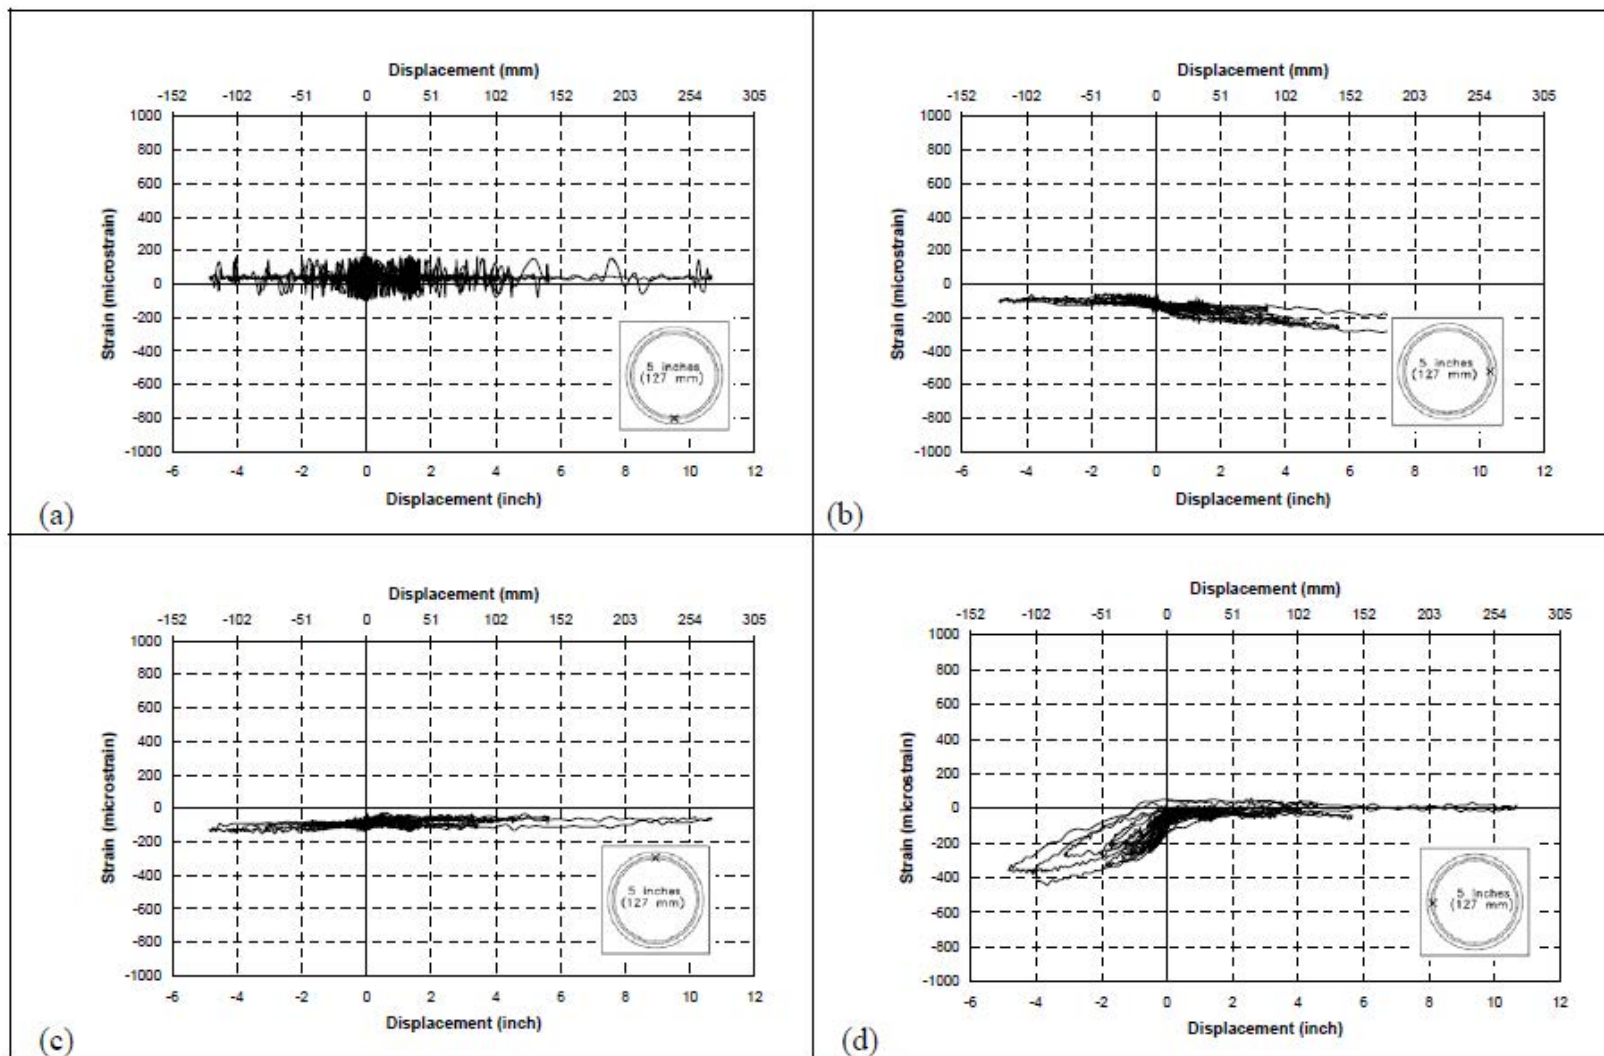 Displacement (mm)
-152 -102 -51 0 51 102 152 203 254 305
1000
800
600
400
200
0
-200
-400
-600
-800
-1000
Strain (microstrain)
5 inches
(127 mm)
-6 -4 -2 0 2 4 6 8 10 12
Displacement (inch)
(a)
Displacement (mm)
-152 -102 -51 0 51 102 152 203 254 305
1000
800
600
400
200
0
-200
-400
-600
-800
-1000
Strain (microstrain)
5 inches
(127 mm)
-6 -4 -2 0 2 4 6 8 10 12
Displacement (inch)
(b)
Displacement (mm)
-152 -102 -51 0 51 102 152 203 254 305
1000
800
600
400
200
0
-200
-400
-600
-800
-1000
Strain (microstrain)
5 inches
(127 mm)
-6 -4 -2 0 2 4 6 8 10 12
Displacement (inch)
(c)
Displacement (mm)
-152 -102 -51 0 51 102 152 203 254 305
1000
800
600
400
200
0
-200
-400
-600
-800
-1000
Strain (microstrain)
5 inches
(127 mm)
-6 -4 -2 0 2 4 6 8 10 12
Displacement (inch)
(d)